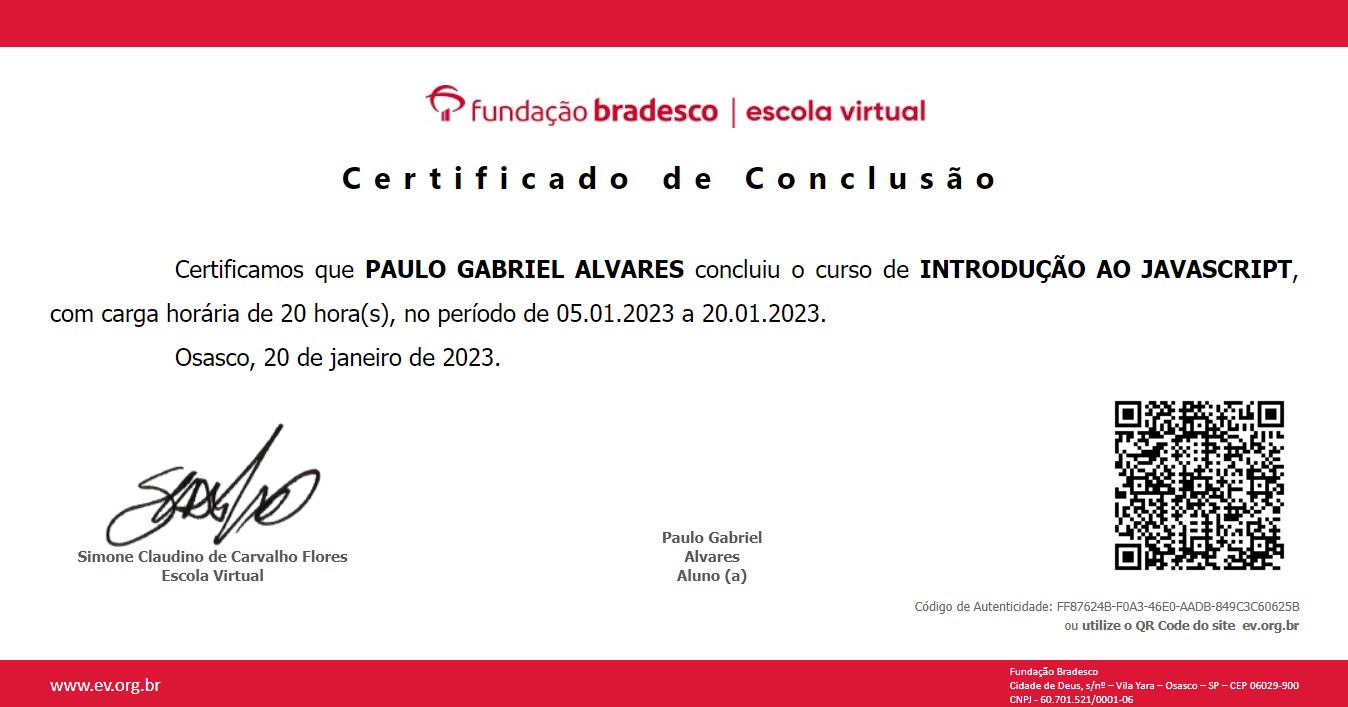 fundação bradesco | escola virtual
Certificado de Conclusão
Certificamos que PAULO GABRIEL ALVARES concluiu o curso de INTRODUÇÃO AO JAVASCRIPT,
com carga horária de 20 hora(s), no período de 05.01.2023 a 20.01.2023.
Osasco, 20 de janeiro de 2023.
Simone Claudino de Carvalho Flores
Escola Virtual
Paulo Gabriel
Alvares
Aluno (a)
Código de Autenticidade: FF87624B-F0A3-46E0-AADB-849C3C60625B
ou utilize o QR Code do site ev.org.br
www.ev.org.br
Fundação Bradesco
Cidade de Deus, s/nº – Vila Yara – Osasco – SP – CEP 06029-900
CNPJ - 60.701.521/0001-06